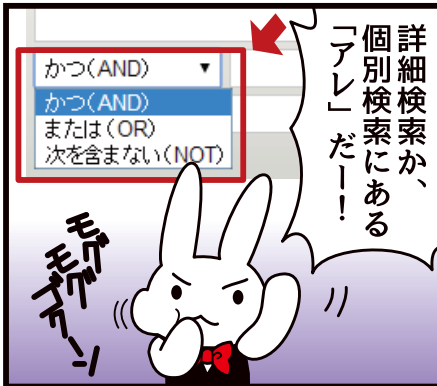 詳細検索か、
個別検索にある
「アレ」だー！
かつ(AND)
かつ(AND)
または(OR)
次を含まない(NOT)
モグ
モグ
ゴクーン